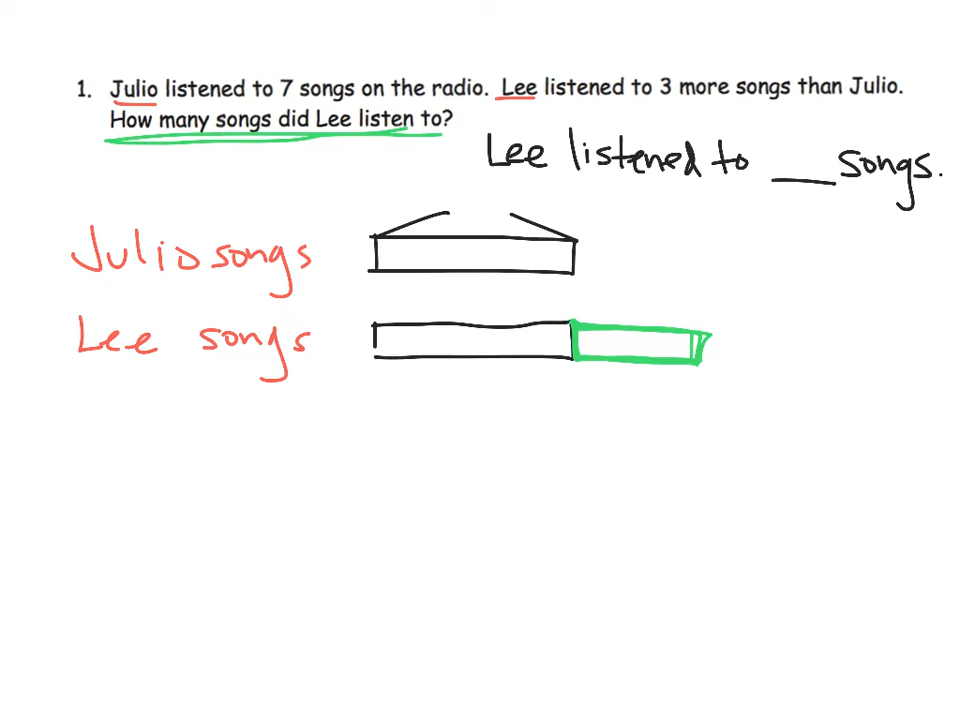 1. Julio listened to 7 songs on the radio. Lee listened to 3 more songs than Julio.
How many songs did Lee listen to?
Lee listened to ___ songs.
Julio songs
Lee songs